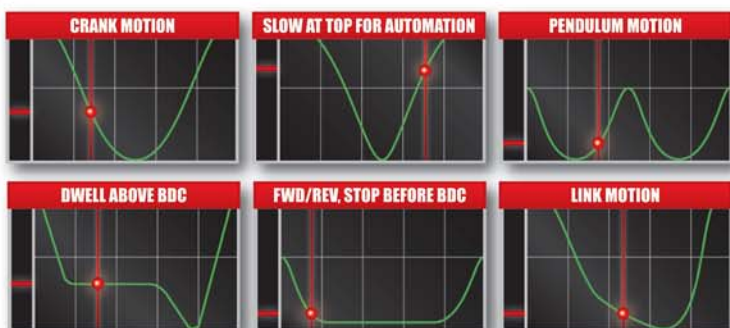 CRANK MOTION
SLOW AT TOP FOR AUTOMATION
PENDULUM MOTION
DWELL ABOVE BDC
FWD/REV, STOP BEFORE BDC
LINK MOTION